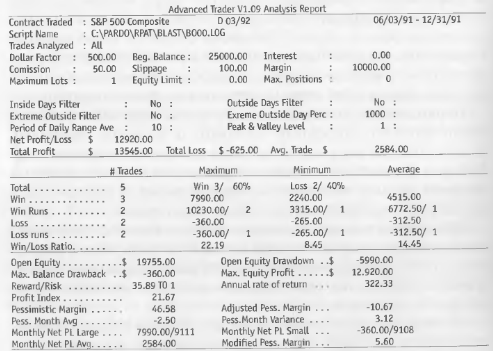 Advanced Trader V1.09 Analysis Report
Contract Traded : S&P 500 Composite D 03/92 06/03/91 - 12/31/91
Script Name : C:\PARDO\RPAT\BLAST\B000.LOG
Trades Analyzed : All
Dollar Factor : 500.00 Beg. Balance : 25000.00 Interest : 0.00
Comission : 50.00 Slippage : 100.00 Margin : 10000.00
Maximum Lots : 1 Equity Limit : 0.00 Max. Positions : 0
Inside Days Filter : No : Outside Days Filter : No :
Extreme Outside Filter : No : Exreme Outside Day Perc : 1000 :
Period of Daily Range Ave : 10 : Peak & Valley Level : 1 :
Net Profit/Loss $ 12920.00
Total Profit $ 13545.00 Total Loss $ -625.00 Avg. Trade $ 2584.00
# Trades Maximum Minimum Average
Total ............. 5 Win 3/ 60% Loss 2/ 40%
Win ............... 3 7990.00 2240.00 4515.00
Win Runs .......... 2 10230.00/ 2 3315.00/ 1 6772.50/ 1
Loss .............. 2 -360.00 -265.00 -312.50
Loss runs ......... 2 -360.00/ 1 -265.00/ 1 -312.50/ 1
Win/Loss Ratio. ..... 22.19 8.45 14.45
Open Equity ........... $ 19755.00 Open Equity Drawdown .. $ -5990.00
Max. Balance Drawback .. $ -360.00 Max. Equity Profit ...... $ 12.920.00
Reward/Risk ........... 35.89 TO 1 Annual rate of return ... 322.33
Profit Index ........... 21.67
Pessimistic Margin ...... 46.58 Adjusted Pess. Margin .... -10.67
Pess. Month Avg ........ -2.50 Pess.Month Variance .... 3.12
Monthly Net PL Large .... 7990.00/9111 Monthly Net PL Small .... -360.00/9108
Monthly Net PL Avg. ..... 2584.00 Modified Pess. Margin .... 5.60